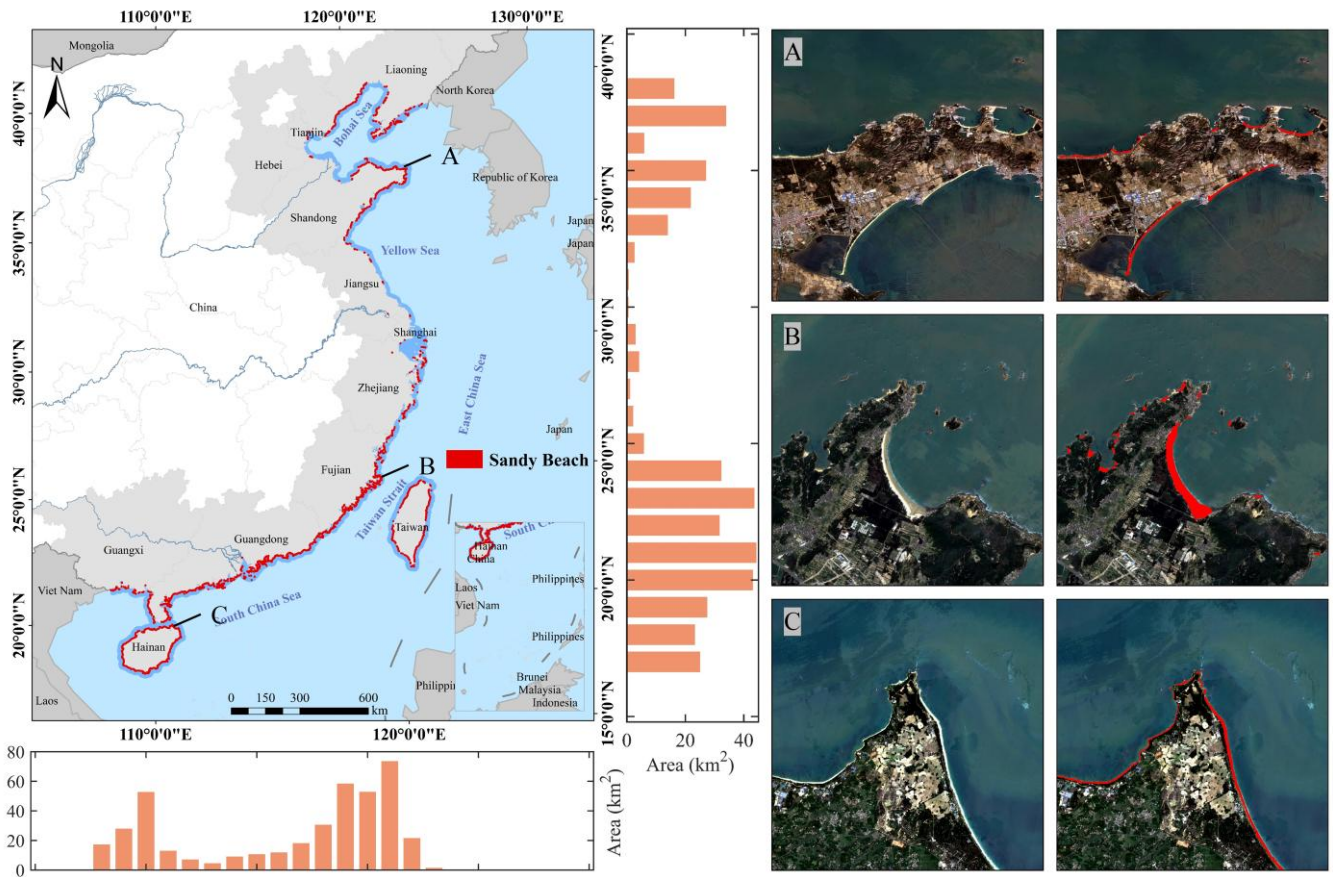 110°0'0"E 120°0'0"E 130°0'0"E
Mongolia
N
Liaoning
North Korea
Tianjin
Bohai Sea
Hebei
A
Republic of Korea
Shandong
Japan
Japan
Yellow Sea
Jiangsu
China
Shanghai
Zhejiang
East China Sea
Japan
Sandy Beach
Fujian
B
Taiwan Strait
Taiwan
Guangxi
Guangdong
Viet Nam
C
South China Sea
Hainan
Laos
0 150 300 600
km
Hainan
China
Laos
Viet Nam
Philippines
Philippines
Brunei
Malaysia
Indonesia
40°0'0"N
35°0'0"N
30°0'0"N
25°0'0"N
20°0'0"N
110°0'0"E 120°0'0"E
40°0'0"N
35°0'0"N
30°0'0"N
25°0'0"N
20°0'0"N
15°0'0"N
0 20 40
Area (km²)
80
60
40
20
0
Area (km²)
A
B
C